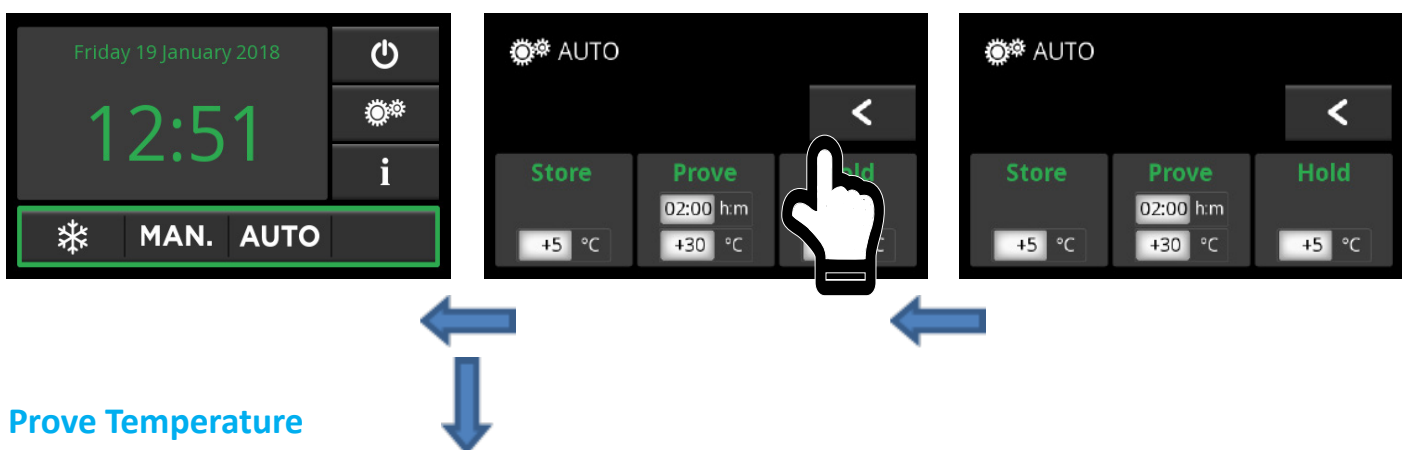 Friday 19 January 2018
12:51
i
MAN. AUTO
AUTO
<
Store
+5 °C
Prove
02:00 h:m
+30 °C
AUTO
<
Store
+5 °C
Prove
02:00 h:m
+30 °C
Hold
+5 °C
Prove Temperature